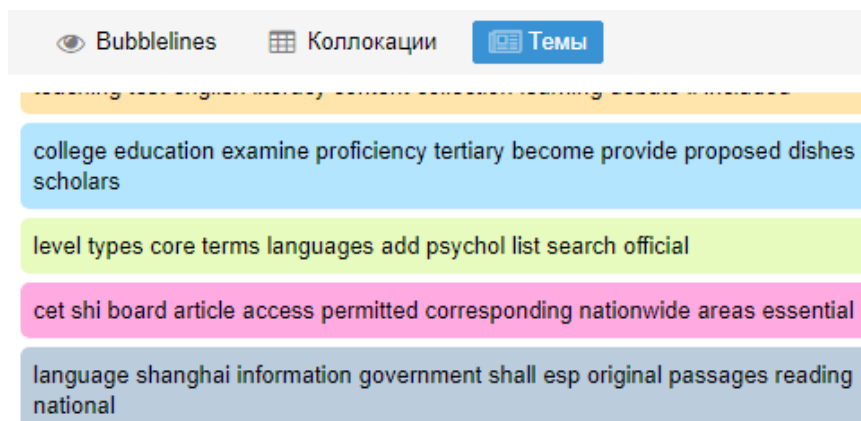 Bubblelines Коллокации Темы
college education examine proficiency tertiary become provide proposed dishes
scholars
level types core terms languages add psychol list search official
cet shi board article access permitted corresponding nationwide areas essential
language shanghai information government shall esp original passages reading
national